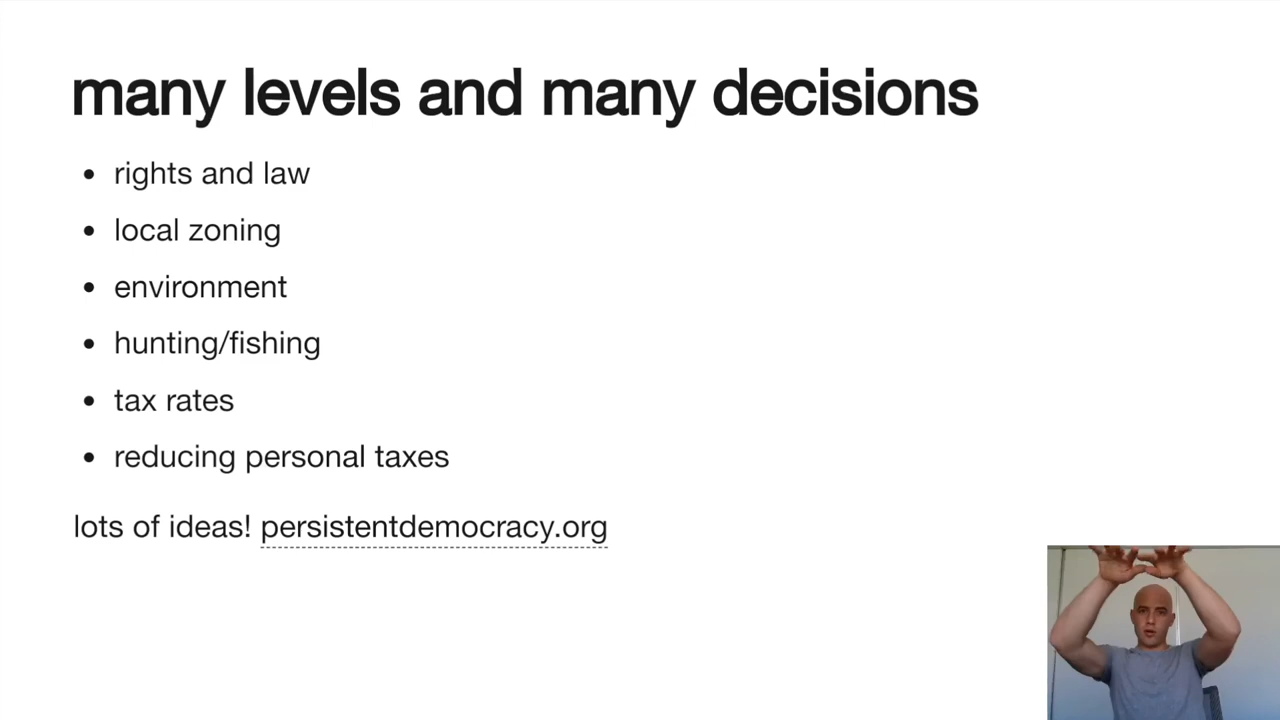 many levels and many decisions
• rights and law
• local zoning
• environment
• hunting/fishing
• tax rates
• reducing personal taxes
lots of ideas! persistentdemocracy.org